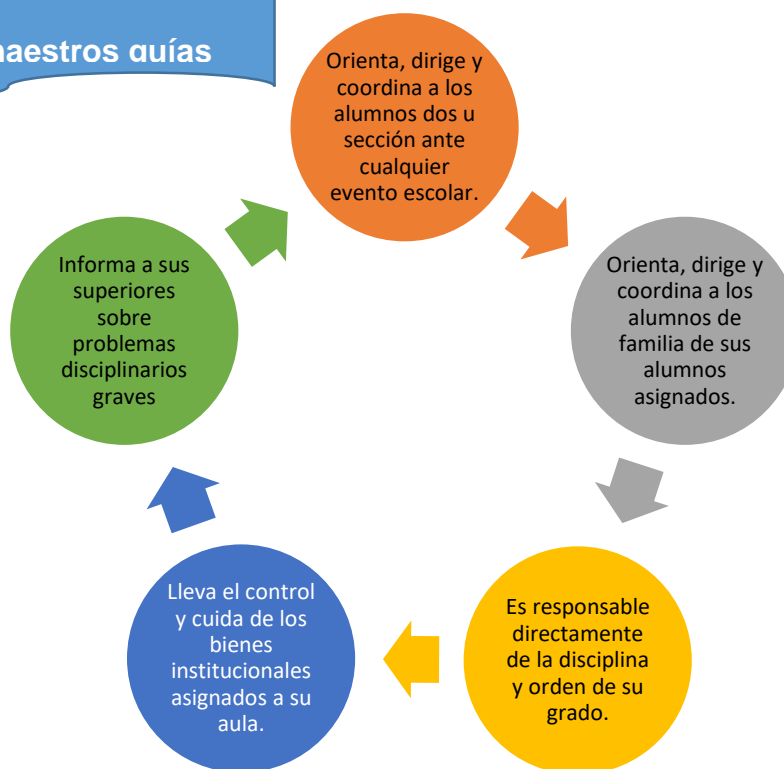 maestros guías
Orienta, dirige y
coordina a los
alumnos dos u
sección ante
cualquier
evento escolar.
Orienta, dirige y
coordina a los
alumnos de
familia de sus
alumnos
asignados.
Es responsable
directamente
de la disciplina
y orden de su
grado.
Lleva el control
y cuida de los
bienes
institucionales
asignados a su
aula.
Informa a sus
superiores
sobre
problemas
disciplinarios
graves